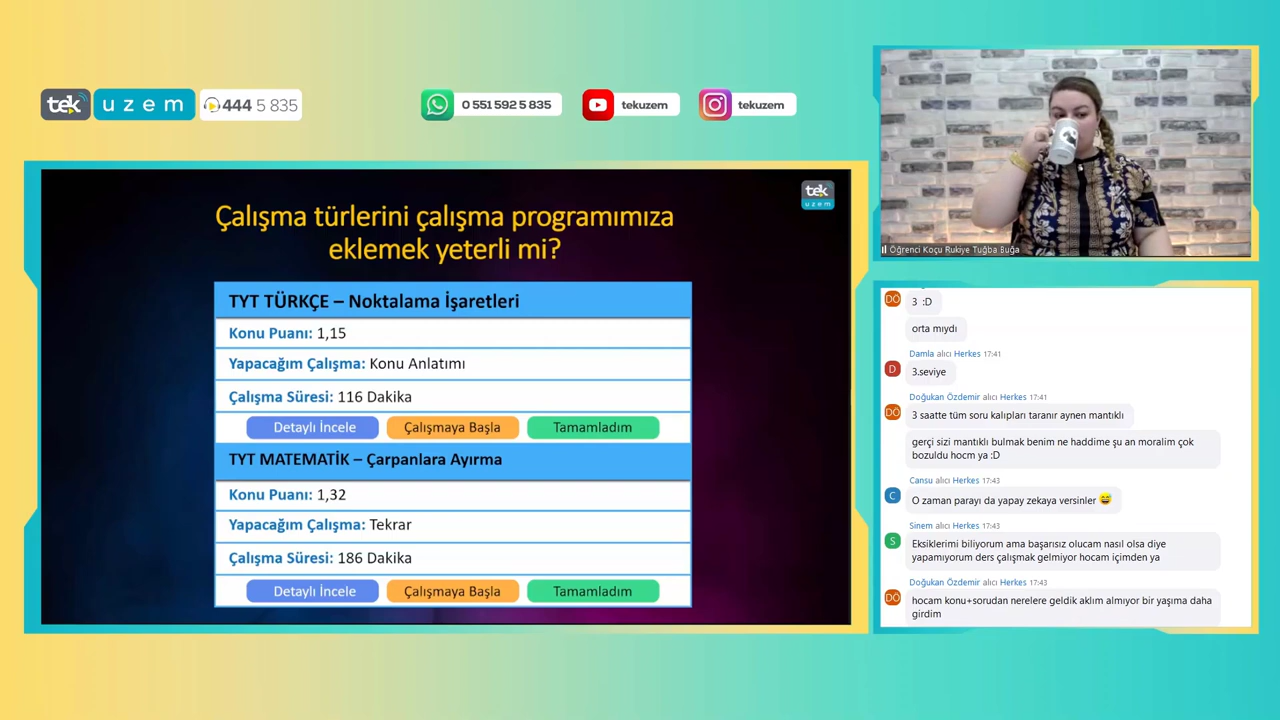 tek
uzem
444 5 835
0 551 592 5 835
tekuzem
tekuzem
tek
uzem
Çalışma türlerini çalışma programımıza
eklemek yeterli mi?
TYT TÜRKÇE – Noktalama İşaretleri
Konu Puanı: 1,15
Yapacağım Çalışma: Konu Anlatımı
Çalışma Süresi: 116 Dakika
Detaylı İncele
Çalışmaya Başla
Tamamladım
TYT MATEMATİK – Çarpanlara Ayırma
Konu Puanı: 1,32
Yapacağım Çalışma: Tekrar
Çalışma Süresi: 186 Dakika
Detaylı İncele
Çalışmaya Başla
Tamamladım
Öğrenci Koçu Rukiye Tuğba Buğa
DÖ
3 :D
orta mıydı
Damla alıcı Herkes 17:41
D
3.seviye
Doğukan Özdemir alıcı Herkes 17:41
DÖ
3 saatte tüm soru kalıpları taranır aynen mantıklı
gerçi sizi mantıklı bulmak benim ne haddime şu an moralim çok
bozuldu hocm ya :D
Cansu alıcı Herkes 17:43
C
O zaman parayı da yapay zekaya versinler 😅
Sinem alıcı Herkes 17:43
S
Eksiklerimi biliyorum ama başarısız olucam nasıl olsa diye
yapamıyorum ders çalışmak gelmiyor hocam içimden ya
Doğukan Özdemir alıcı Herkes 17:43
DÖ
hocam konu+sorudan nerelere geldik aklım almıyor bir yaşıma daha
girdim